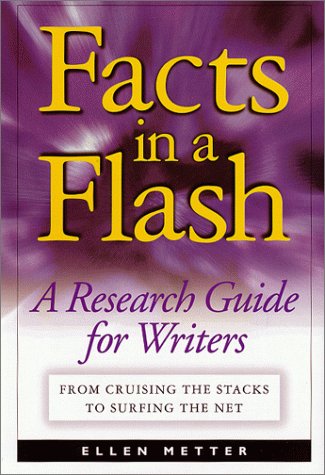 Facts
in a
Flash
A Research Guide
for Writers
FROM CRUISING THE STACKS
TO SURFING THE NET
ELLEN METTER